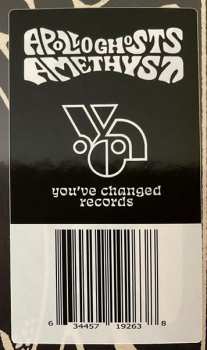 APOLLO GHOSTS
AMETHYST
you've changed
records
6 34457 19263 8